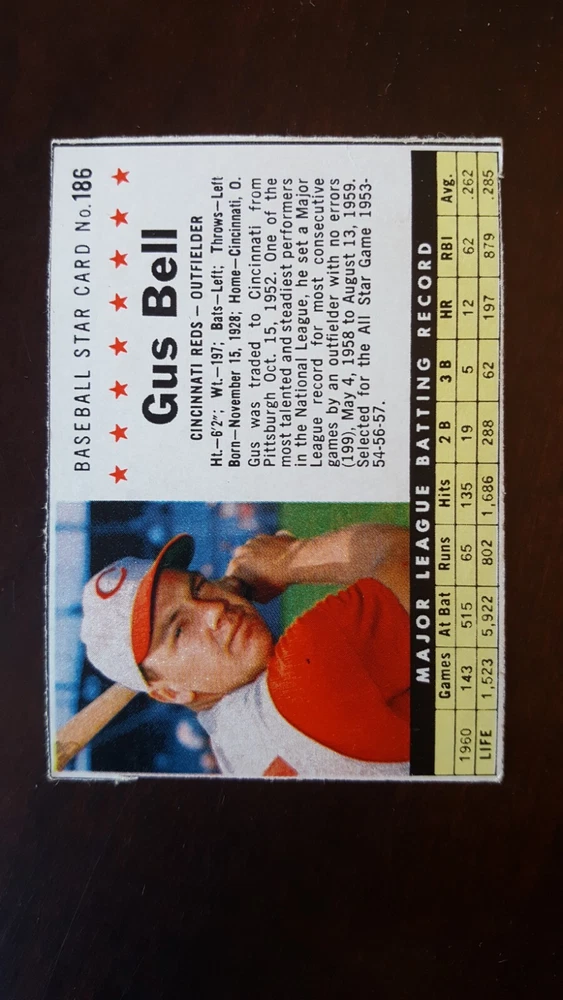 BASEBALL STAR CARD No. 186
Gus Bell
CINCINNATI REDS — OUTFIELDER
Ht.—6'2"; Wt.—197; Bats—Left; Throws—Left
Born—November 15, 1928; Home—Cincinnati, O.
Gus was traded to Cincinnati from
Pittsburgh Oct. 15, 1952. One of the
most talented and steadiest performers
in the National League, he set a Major
League record for most consecutive
games by an outfielder with no errors
(199), May 4, 1958 to August 13, 1959.
Selected for the All Star Game 1953-
54-56-57.
C
MAJOR LEAGUE BATTING RECORD
Games At Bat Runs Hits 2 B 3 B HR RBI Avg.
1960 143 515 65 135 19 5 12 62 .262
LIFE 1,523 5,922 802 1,686 288 62 197 879 .285